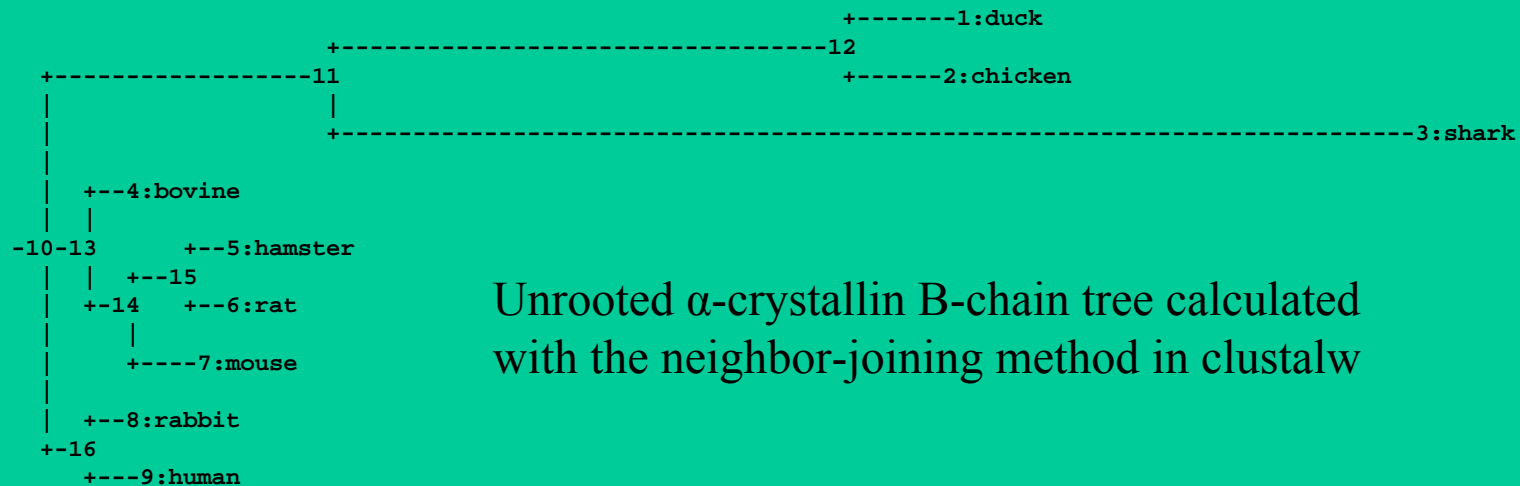 +-------1:duck
                      +----------------------------------12
  +------------------11                                   +------2:chicken
  |                   |
  |                   +---------------------------------------------------------------------------3:shark
  |
  |  +--4:bovine
  |  |
-10-13      +--5:hamster
  |  |  +--15
  |  +-14   +--6:rat
  |     |
  |     +----7:mouse
  |
  |  +--8:rabbit
  +-16
     +---9:human
Unrooted α-crystallin B-chain tree calculated
with the neighbor-joining method in clustalw